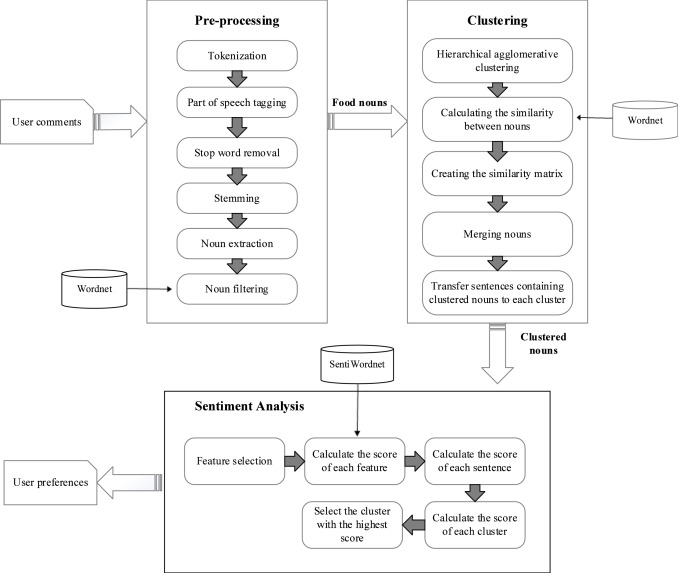 Pre-processing
Tokenization
Part of speech tagging
Stop word removal
Stemming
Noun extraction
Noun filtering
User comments
Wordnet
Food nouns
Clustering
Hierarchical agglomerative
clustering
Calculating the similarity
between nouns
Creating the similarity matrix
Merging nouns
Transfer sentences containing
clustered nouns to each cluster
Wordnet
Clustered
nouns
SentiWordnet
Sentiment Analysis
Feature selection
Calculate the score
of each feature
Calculate the score
of each sentence
Calculate the score
of each cluster
Select the cluster
with the highest
score
User preferences